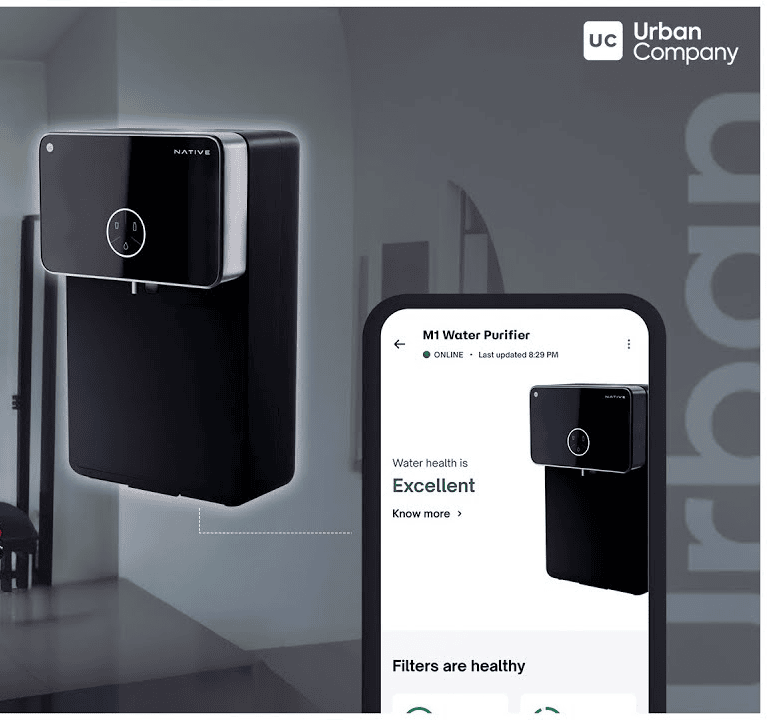 UC Urban
Company
NATIVE
urban
M1 Water Purifier
ONLINE • Last updated 8:29 PM
NATIVE
Water health is
Excellent
Know more >
Filters are healthy